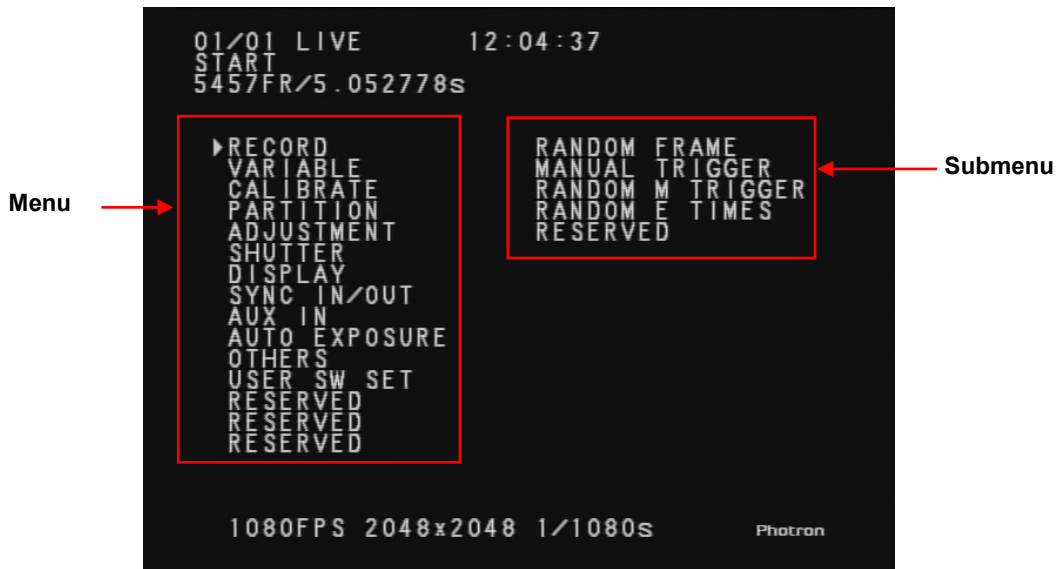 01/01 LIVE 12:04:37
START
5457FR/5.052778s
Menu
RECORD
VARIABLE
CALIBRATE
PARTITION
ADJUSTMENT
SHUTTER
DISPLAY
SYNC IN/OUT
AUX IN
AUTO EXPOSURE
OTHERS
USER SW SET
RESERVED
RESERVED
RESERVED
RANDOM FRAME
MANUAL TRIGGER
RANDOM M TRIGGER
RANDOM E TIMES
RESERVED
Submenu
1080FPS 2048x2048 1/1080s
Photron